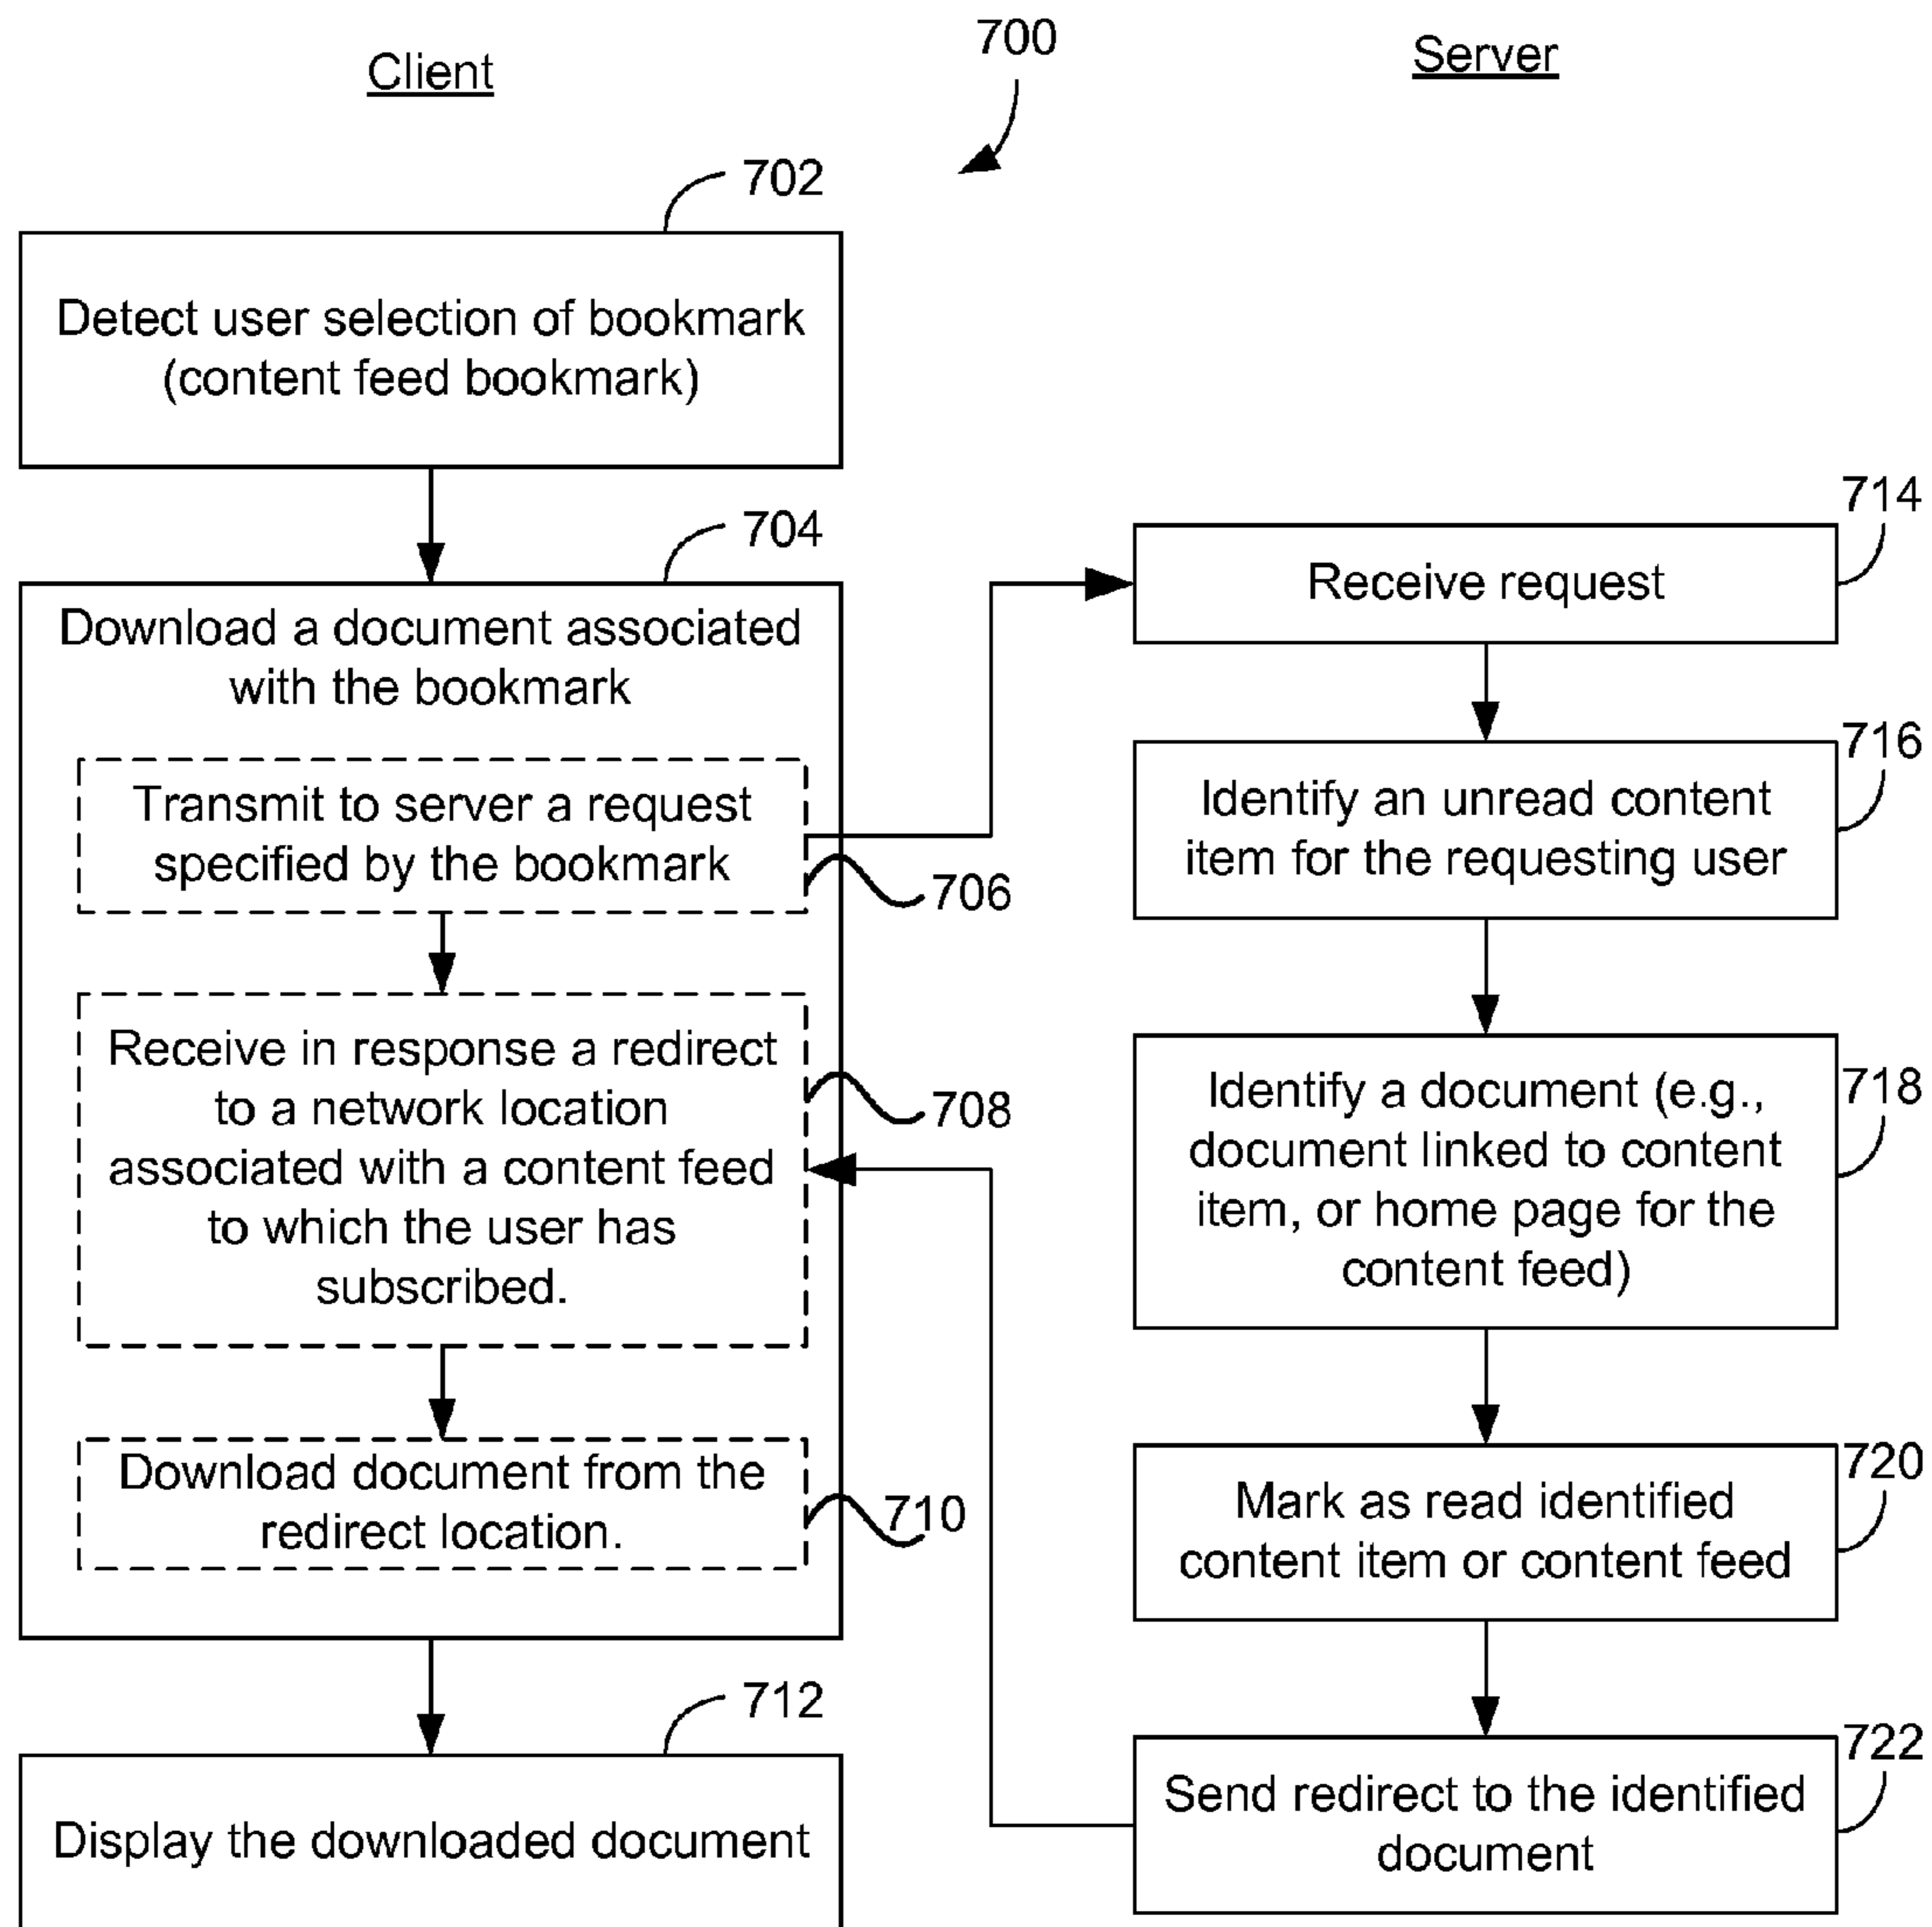 700
Client
Server
702
Detect user selection of bookmark
(content feed bookmark)
704
Download a document associated
with the bookmark
Transmit to server a request
specified by the bookmark
706
Receive in response a redirect
to a network location
associated with a content feed
to which the user has
subscribed.
708
Download document from the
redirect location.
710
712
Display the downloaded document
714
Receive request
716
Identify an unread content
item for the requesting user
718
Identify a document (e.g.,
document linked to content
item, or home page for the
content feed)
720
Mark as read identified
content item or content feed
722
Send redirect to the identified
document